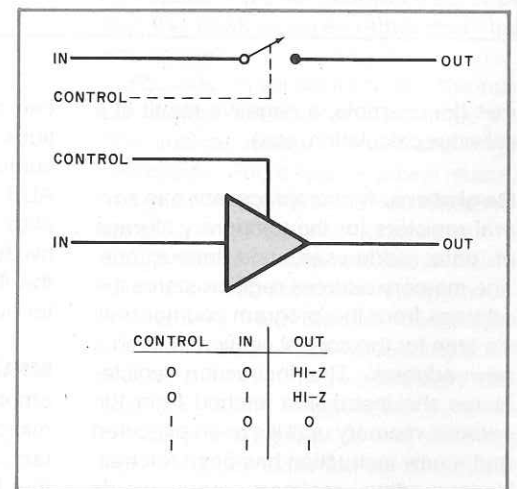 IN OUT
CONTROL
CONTROL
IN OUT
CONTROL IN OUT
0 0 HI-Z
0 1 HI-Z
1 0 0
1 1 1